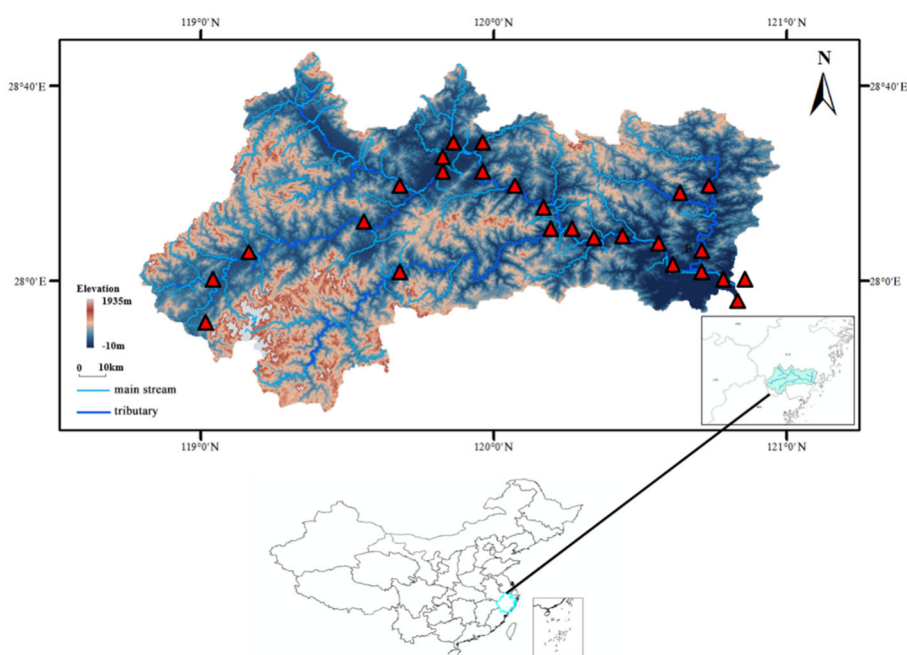 119°0′N 120°0′N 121°0′N
N
28°40′E 28°40′E
28°0′E 28°0′E
Elevation
1935m
-10m
0 10km
main stream
tributary
119°0′N 120°0′N 121°0′N